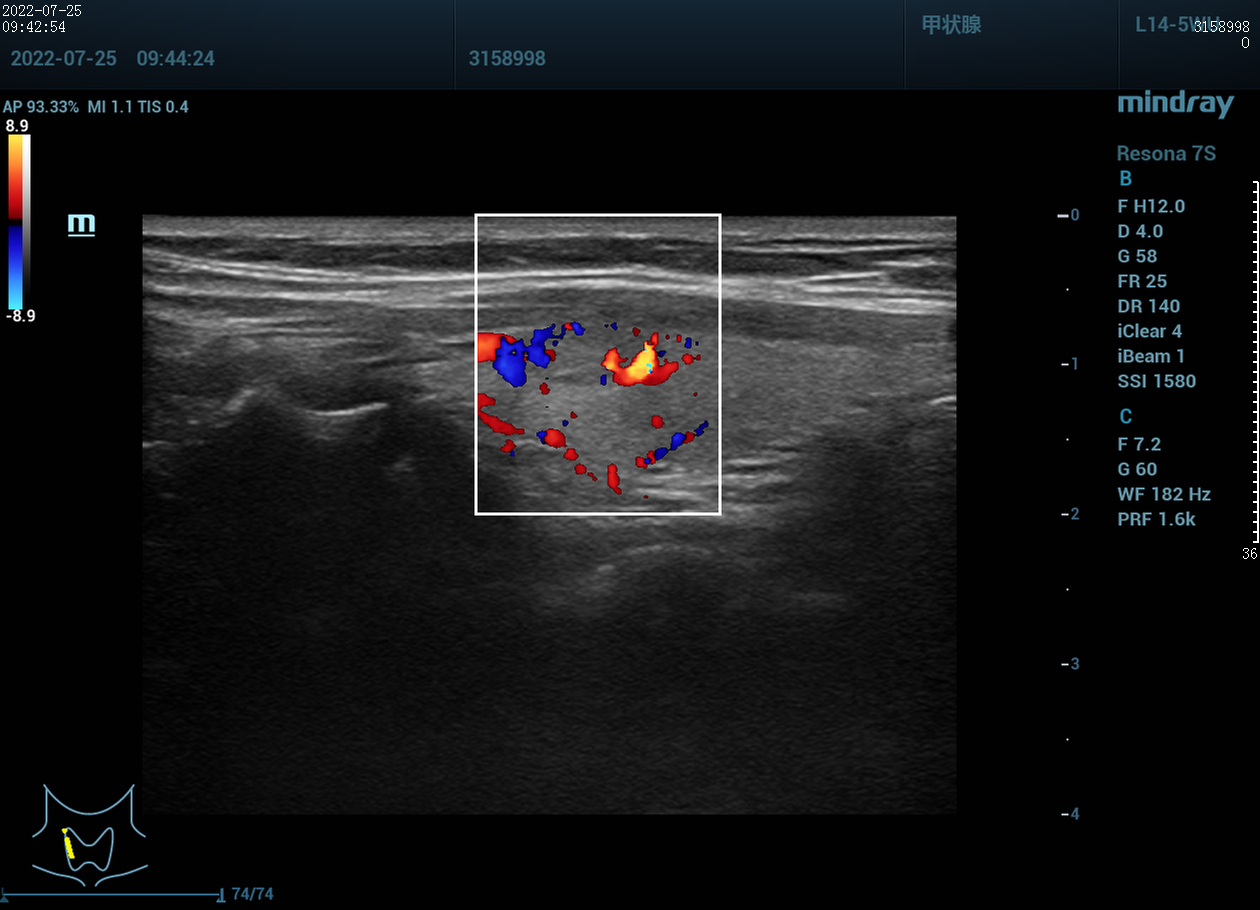 2022-07-25
09:42:54
2022-07-25 09:44:24
3158998
甲状腺
3158998
0
AP 93.33% MI 1.1 TIS 0.4
mindray
8.9
-8.9
m
Resona 7S
B
F H12.0
D 4.0
G 58
FR 25
DR 140
iClear 4
iBeam 1
SSI 1580
C
F 7.2
G 60
WF 182 Hz
PRF 1.6k
0
1
2
3
4
36
74/74